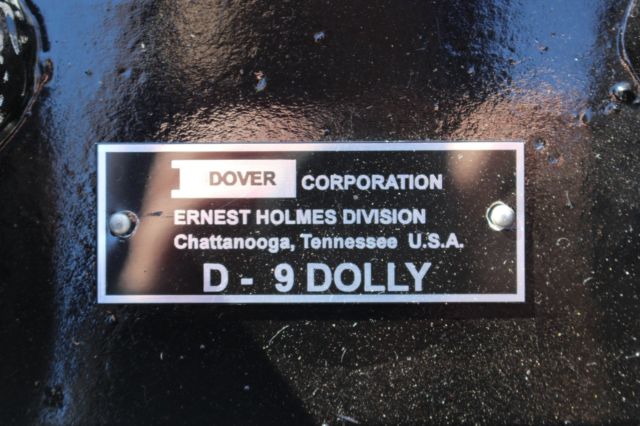 DOVER CORPORATION
ERNEST HOLMES DIVISION
Chattanooga, Tennessee U.S.A.
D - 9 DOLLY